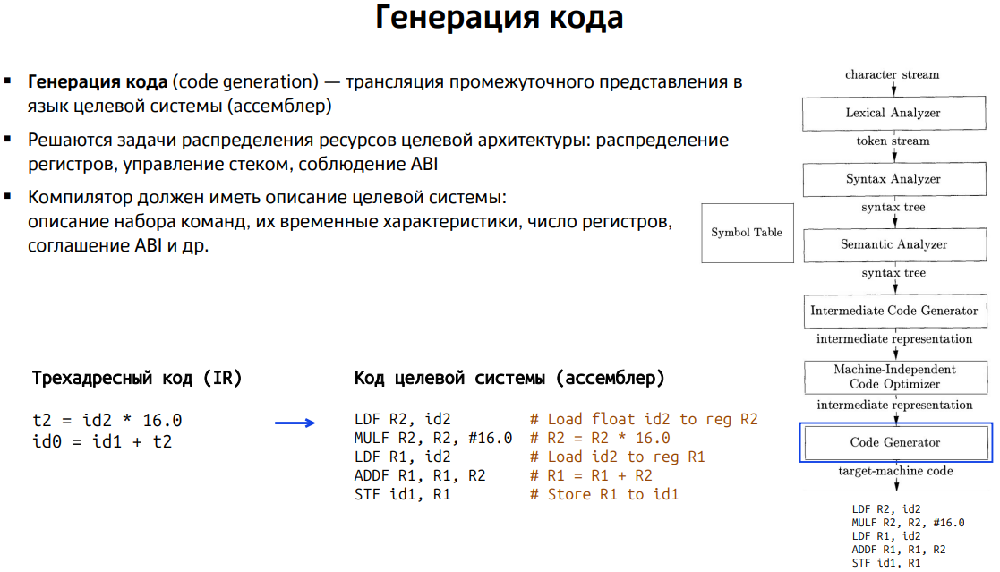 Генерация кода
▪ Генерация кода (code generation) — трансляция промежуточного представления в
язык целевой системы (ассемблер)
▪ Решаются задачи распределения ресурсов целевой архитектуры: распределение
регистров, управление стеком, соблюдение ABI
▪ Компилятор должен иметь описание целевой системы:
описание набора команд, их временные характеристики, число регистров,
соглашение ABI и др.
Трехадресный код (IR)
t2 = id2 * 16.0
id0 = id1 + t2
Код целевой системы (ассемблер)
LDF R2, id2 # Load float id2 to reg R2
MULF R2, R2, #16.0 # R2 = R2 * 16.0
LDF R1, id2 # Load id2 to reg R1
ADDF R1, R1, R2 # R1 = R1 + R2
STF id1, R1 # Store R1 to id1
Symbol Table
character stream
Lexical Analyzer
token stream
Syntax Analyzer
syntax tree
Semantic Analyzer
syntax tree
Intermediate Code Generator
intermediate representation
Machine-Independent
Code Optimizer
intermediate representation
Code Generator
target-machine code
LDF R2, id2
MULF R2, R2, #16.0
LDF R1, id2
ADDF R1, R1, R2
STF id1, R1